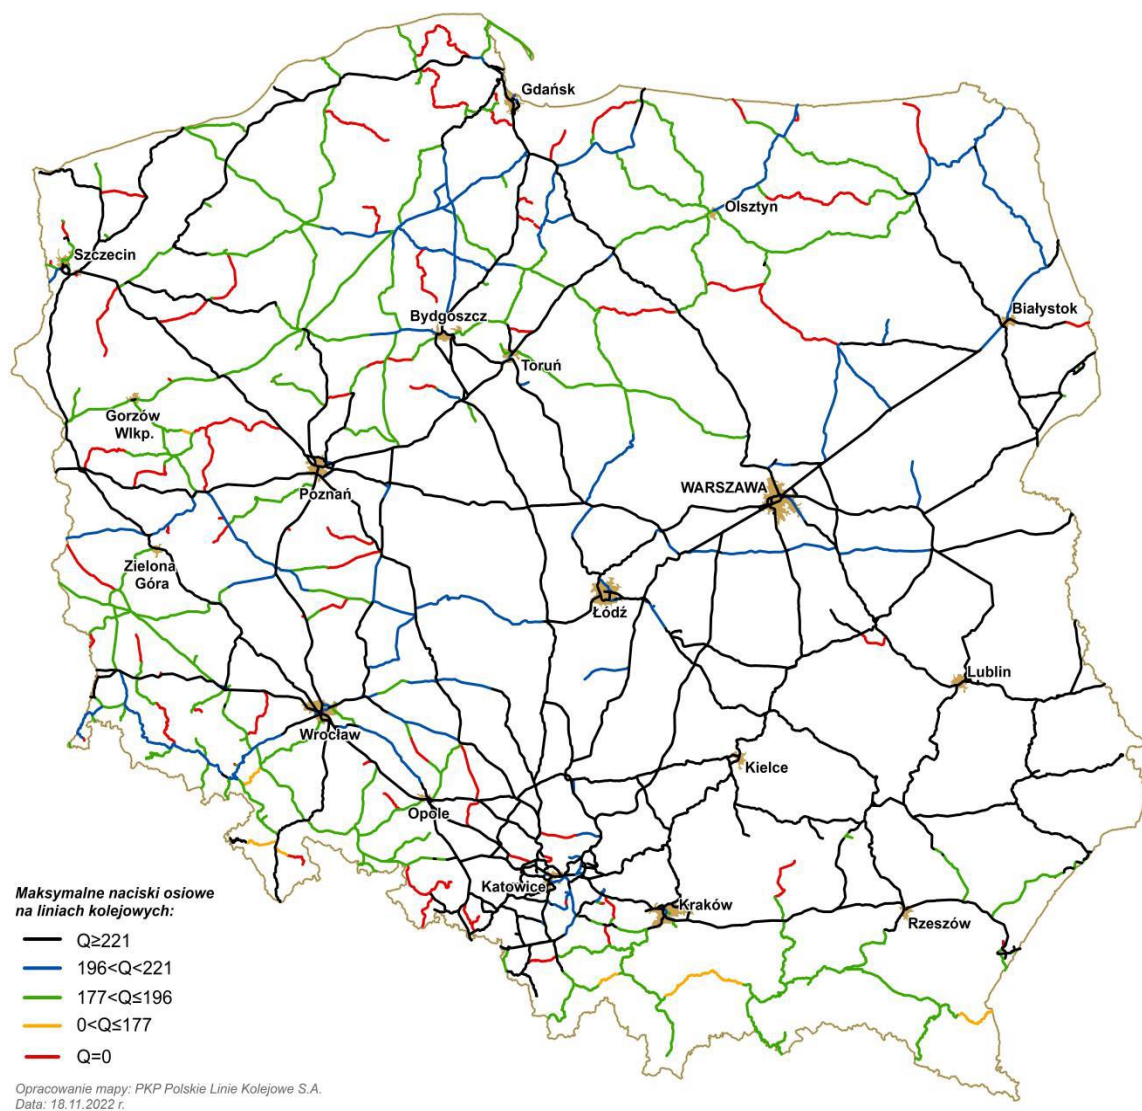 Gdańsk
Olsztyn
Szczecin
Białystok
Bydgoszcz
Toruń
Gorzów
Wlkp.
Poznań
WARSZAWA
Zielona
Góra
Łódź
Lublin
Wrocław
Kielce
Opole
Katowice
Kraków
Rzeszów
Maksymalne naciski osiowe
na liniach kolejowych:
Q≥221
196<Q<221
177<Q≤196
0<Q≤177
Q=0
Opracowanie mapy: PKP Polskie Linie Kolejowe S.A.
Data: 18.11.2022 r.